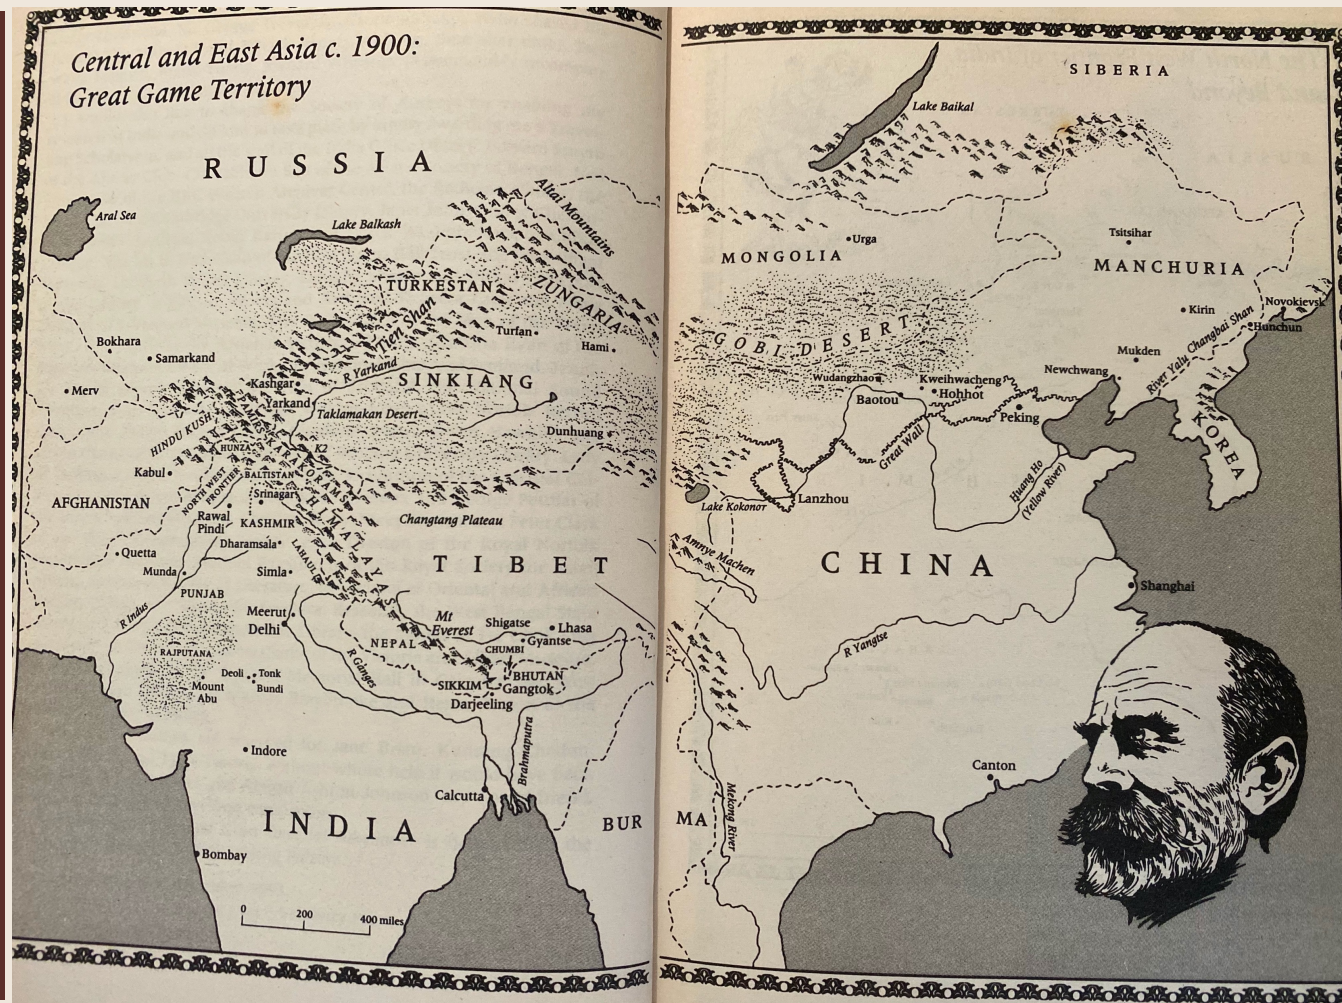 Central and East Asia c. 1900:
Great Game Territory
RUSSIA
Aral Sea
Lake Balkash
Altai Mountains
TURKESTAN
ZUNGARIA
Tien Shan
Turfan
Hami
Bokhara
Samarkand
Merv
Kashgar
R Yarkand
SINKIANG
Yarkand
Taklamakan Desert
Dunhuang
HINDU KUSH
PAMIRS
KARAKORAMS
K2
HUNZA
Kabul
BALTISTAN
NORTH WEST
FRONTIER
AFGHANISTAN
Srinagar
Rawal
Pindi
KASHMIR
HIMALAYAS
Changtang Plateau
Dharamsala
LAHAUL
Quetta
Munda
Simla
TIBET
PUNJAB
R Indus
Meerut
Delhi
Mt
Everest
Shigatse
Lhasa
Gyantse
NEPAL
CHUMBI
RAJPUTANA
R Ganges
Deoli
Tonk
Bundi
Mount
Abu
SIKKIM
BHUTAN
Gangtok
Darjeeling
Brahmaputra
Indore
Calcutta
INDIA
BUR
Bombay
0 200 400 miles
SIBERIA
Lake Baikal
Urga
MONGOLIA
Tsitsihar
MANCHURIA
GOBI DESERT
Kirin
Novokievsk
Hunchun
River Yalu Changbai Shan
Mukden
Newchwang
Wudangzhao
Kweihwacheng
Hohhot
Baotou
Peking
KOREA
Great Wall
Huang Ho
(Yellow River)
Lanzhou
Lake Kokonor
Amnye Machen
CHINA
Shanghai
R Yangtse
Canton
MA
Mekong River